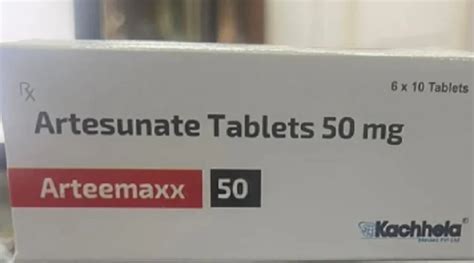 Rx
6 x 10 Tablets
Artesunate Tablets 50 mg
Arteemaxx 50
Kachhela